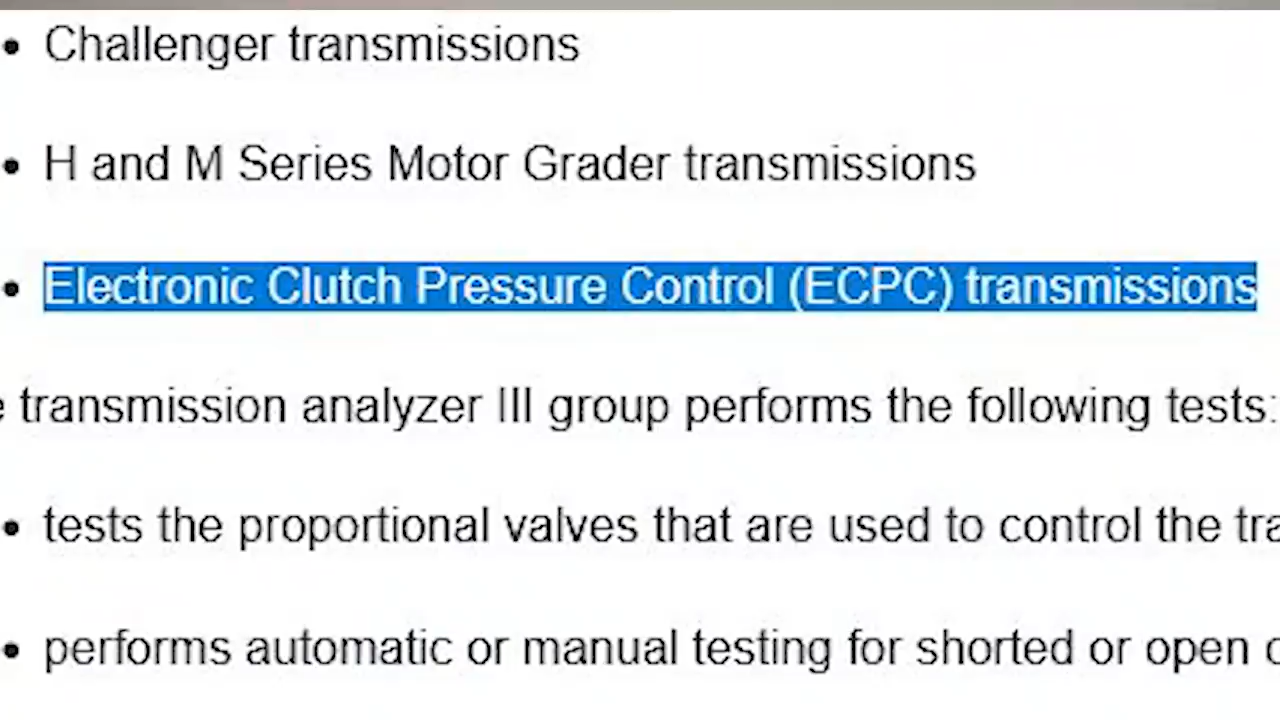 • Challenger transmissions
• H and M Series Motor Grader transmissions
• Electronic Clutch Pressure Control (ECPC) transmissions
transmission analyzer III group performs the following tests:
• tests the proportional valves that are used to control the
• performs automatic or manual testing for shorted or open